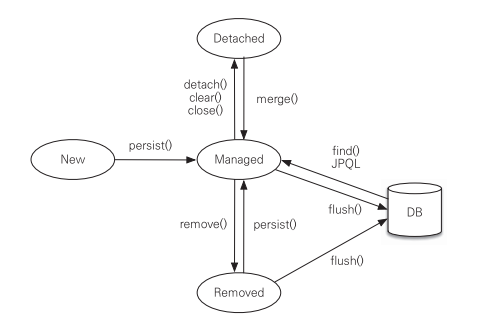 Detached
detach()
clear()
close()
merge()
persist()
find()
JPQL
New
Managed
flush()
DB
remove()
persist()
flush()
Removed